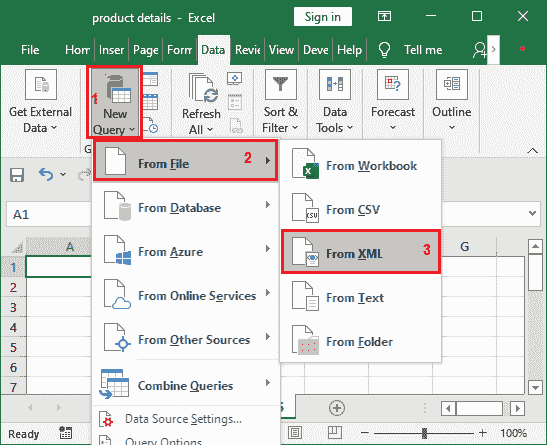 product details - Excel
Sign in
File Hom Inser Page Form Data Revie View Deve Help Tell me
Get External Data
1 New Query
Refresh All
Sort & Filter
Data Tools
Forecast
Outline
From File 2
From Database
From Azure
From Online Services
From Other Sources
Combine Queries
Data Source Settings...
Query Options
From Workbook
From CSV
From XML 3
From Text
From Folder
A1
A
G
1
2
3
4
5
6
7
Ready
100%